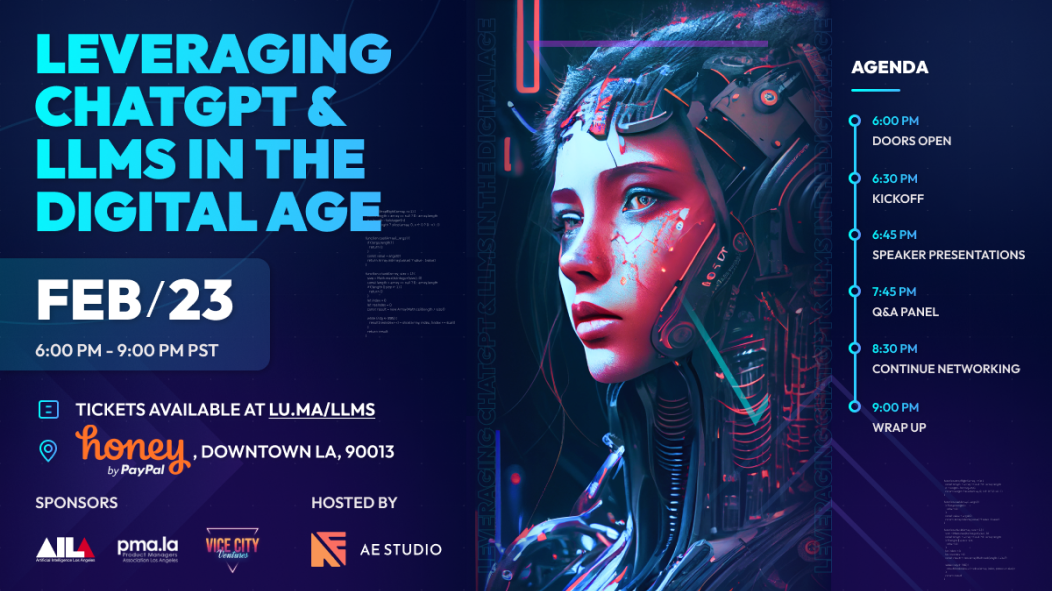 LEVERAGING
CHATGPT &
LLMS IN THE
DIGITAL AGE
FEB/23
6:00 PM - 9:00 PM PST
TICKETS AVAILABLE AT LU.MA/LLMS
honey
by PayPal
, DOWNTOWN LA, 90013
SPONSORS
AILA
Artificial Intelligence Los Angeles
pma.la
Product Managers
Association Los Angeles
VICE CITY
Ventures
HOSTED BY
AE STUDIO
LEVERAGING CHATGPT & LLMS IN THE DIGITAL AGE
AGENDA
6:00 PM
DOORS OPEN
6:30 PM
KICKOFF
6:45 PM
SPEAKER PRESENTATIONS
7:45 PM
Q&A PANEL
8:30 PM
CONTINUE NETWORKING
9:00 PM
WRAP UP